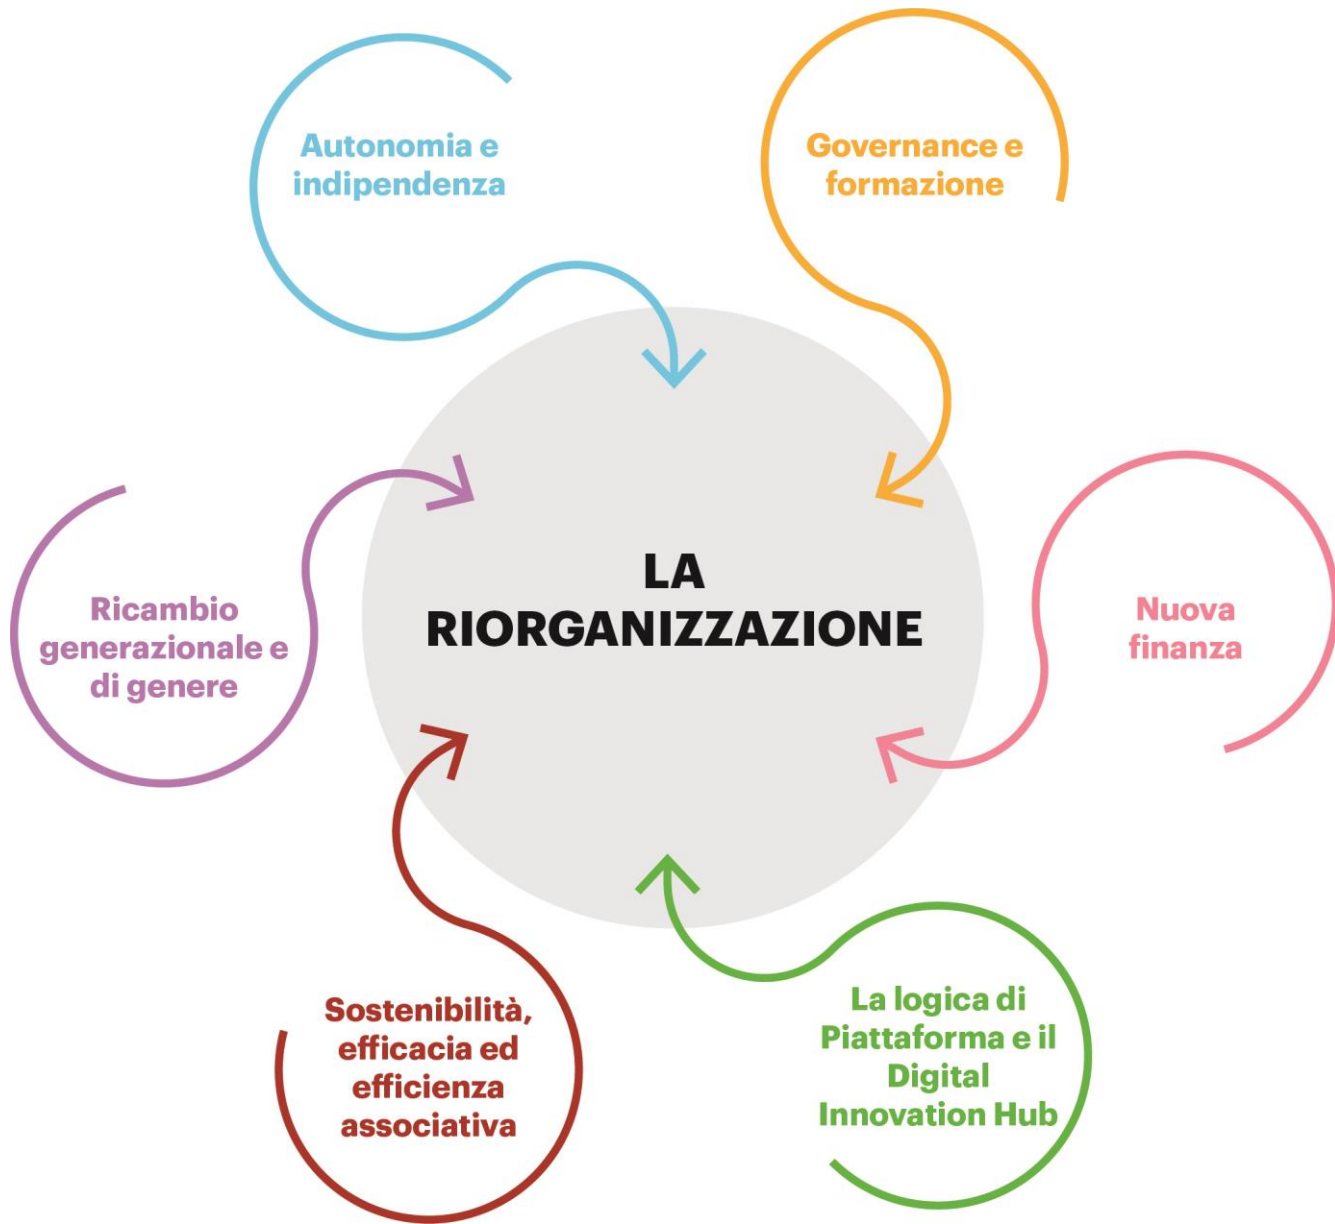 Autonomia e
indipendenza
Governance e
formazione
LA
RIORGANIZZAZIONE
Ricambio
generazionale e
di genere
Nuova
finanza
Sostenibilità,
efficacia ed
efficienza
associativa
La logica di
Piattaforma e il
Digital
Innovation Hub